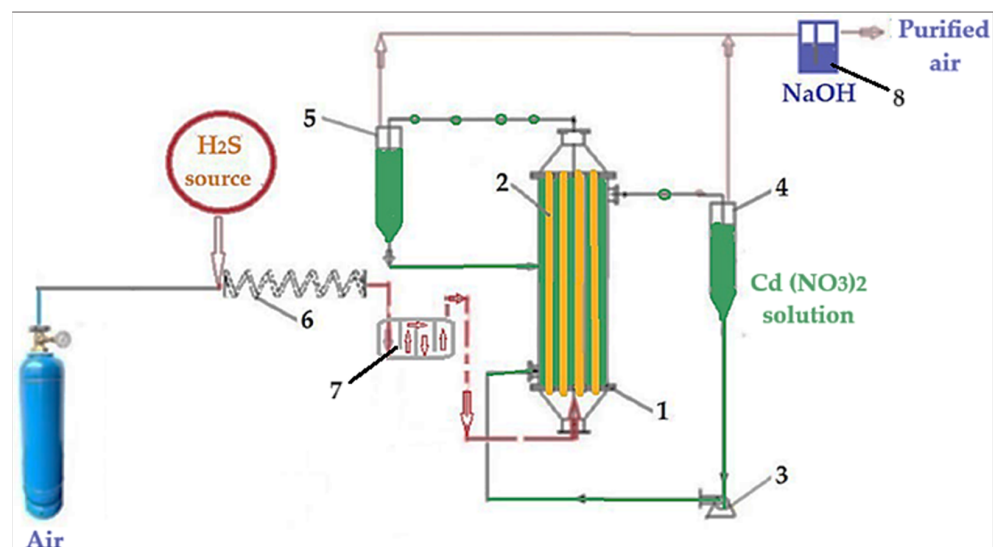 Purified
air
NaOH
8
5
H2S
source
2
4
Cd (NO3)2
solution
6
7
1
3
Air